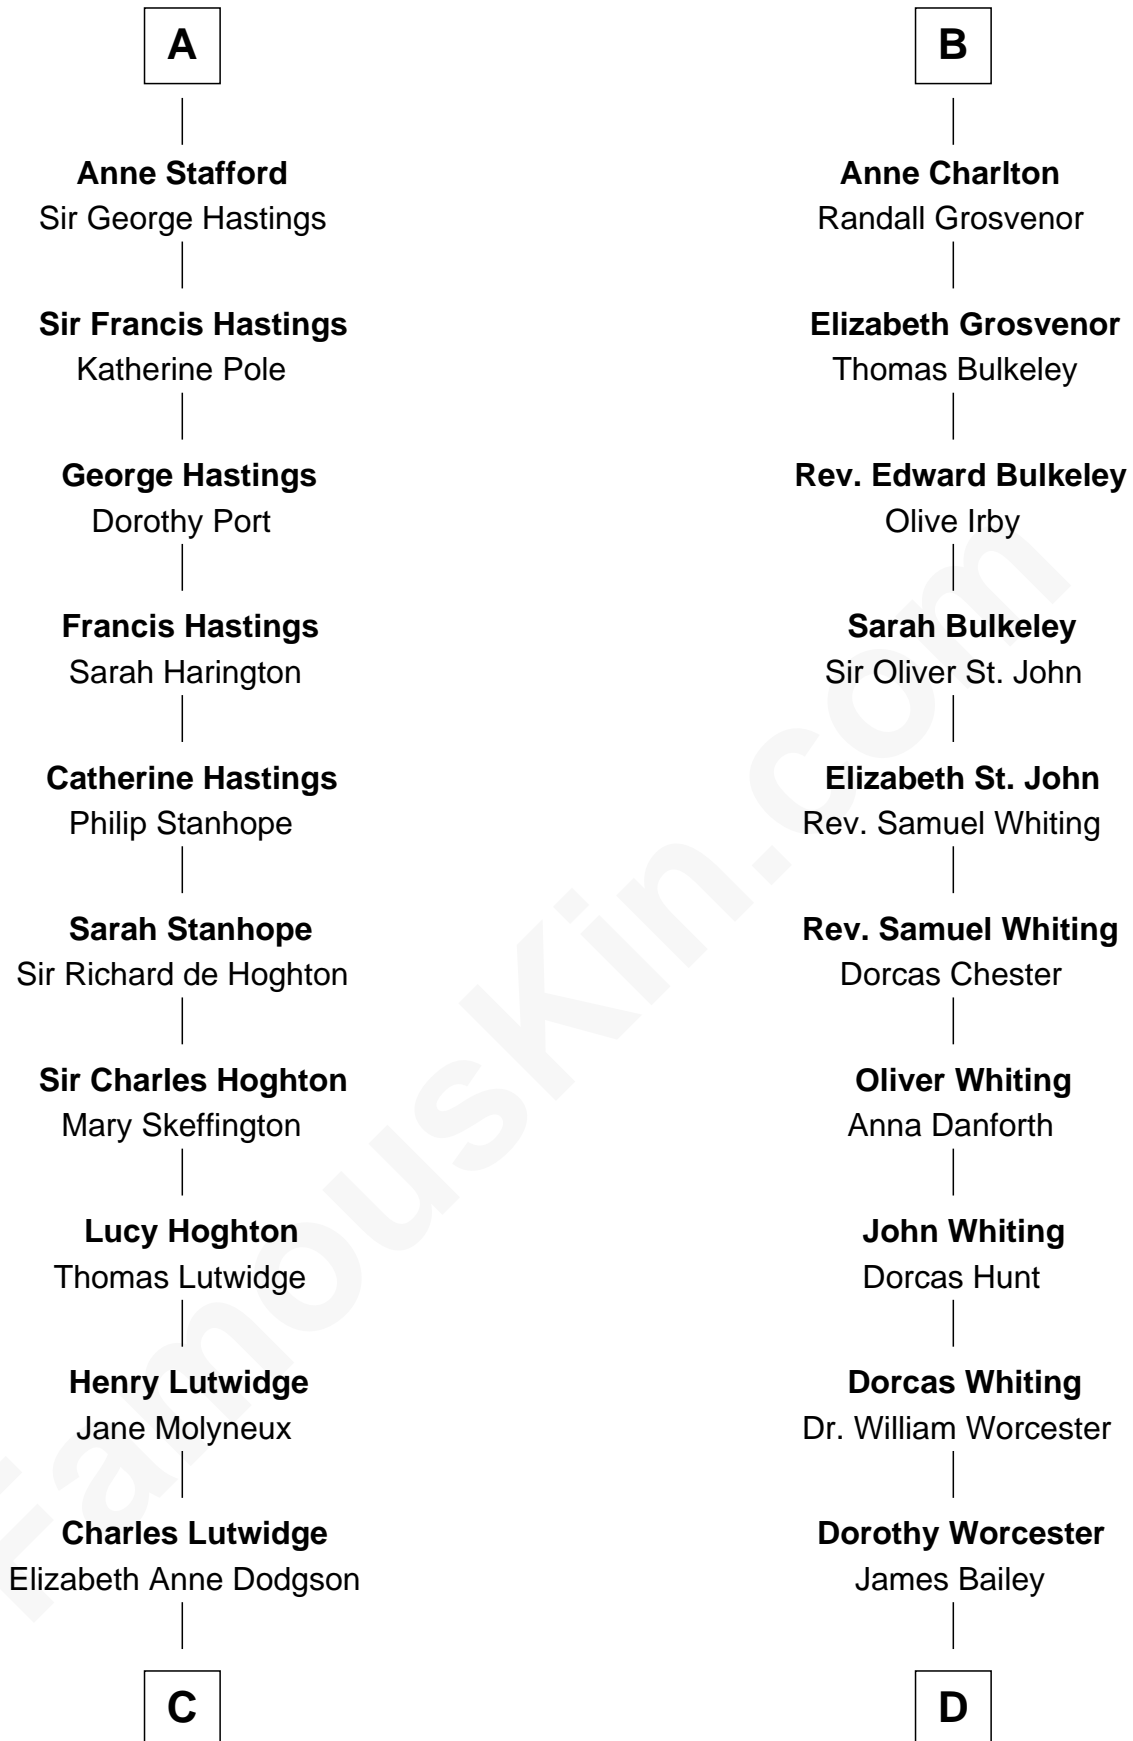 A
Anne Stafford
Sir George Hastings
Sir Francis Hastings
Katherine Pole
George Hastings
Dorothy Port
Francis Hastings
Sarah Harington
Catherine Hastings
Philip Stanhope
Sarah Stanhope
Sir Richard de Hoghton
Sir Charles Hoghton
Mary Skeffington
Lucy Hoghton
Thomas Lutwidge
Henry Lutwidge
Jane Molyneux
Charles Lutwidge
Elizabeth Anne Dodgson
C
B
Anne Charlton
Randall Grosvenor
Elizabeth Grosvenor
Thomas Bulkeley
Rev. Edward Bulkeley
Olive Irby
Sarah Bulkeley
Sir Oliver St. John
Elizabeth St. John
Rev. Samuel Whiting
Rev. Samuel Whiting
Dorcas Chester
Oliver Whiting
Anna Danforth
John Whiting
Dorcas Hunt
Dorcas Whiting
Dr. William Worcester
Dorothy Worcester
James Bailey
D
FamousKin.com